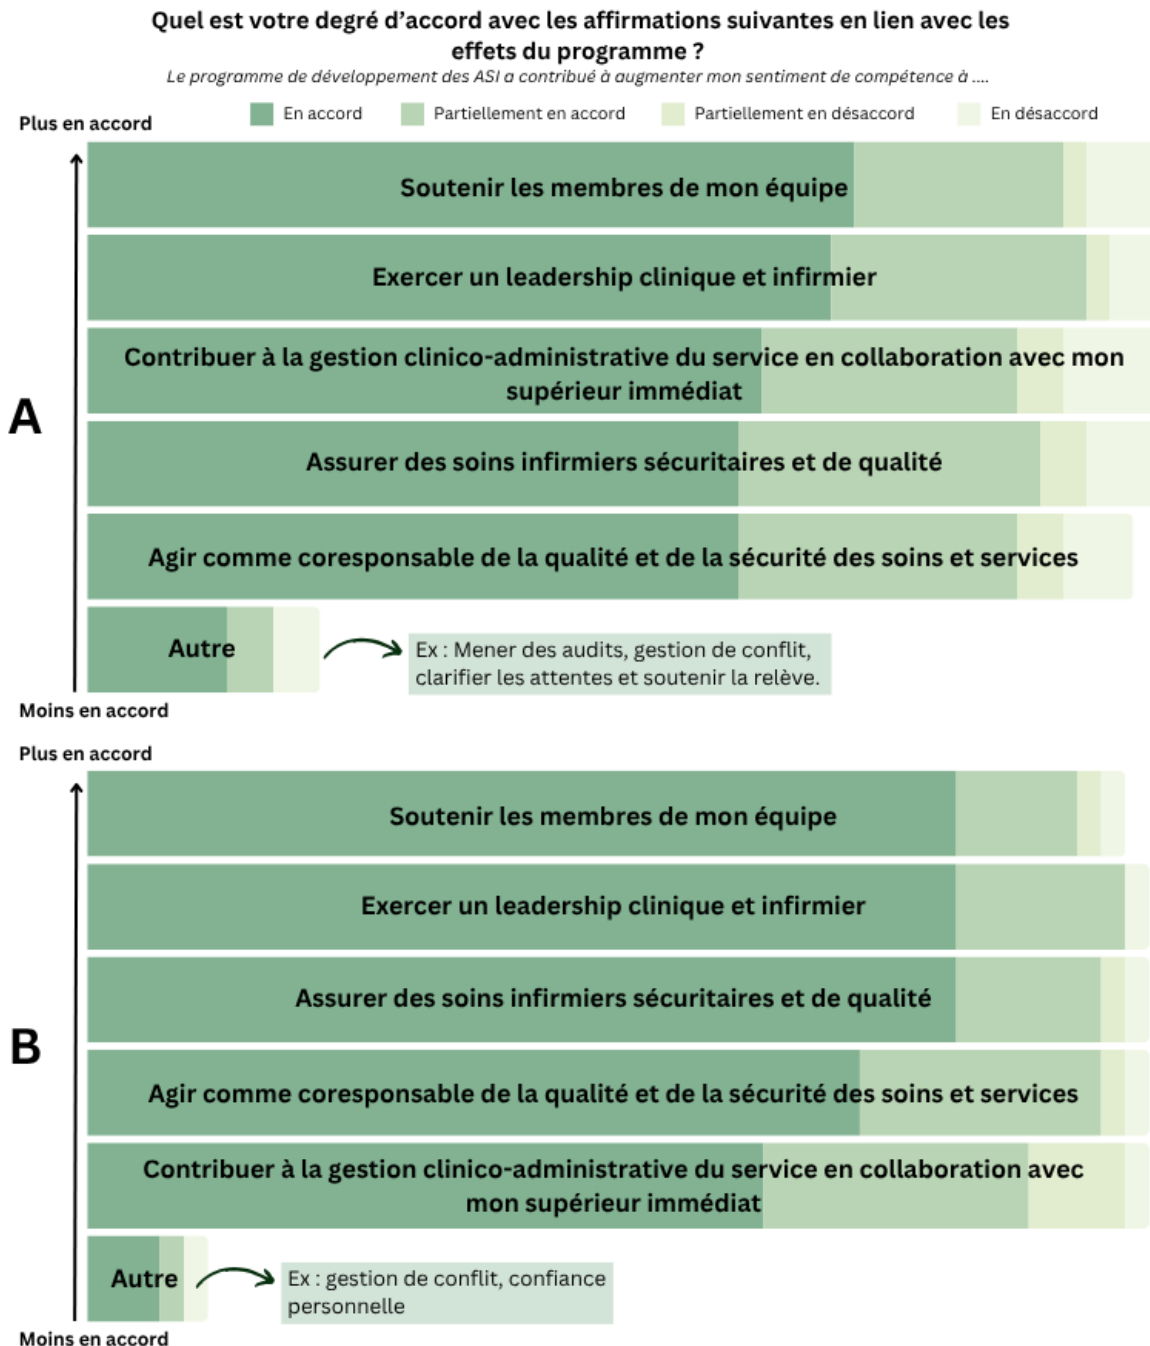 Quel est votre degré d’accord avec les affirmations suivantes en lien avec les
effets du programme ?
Le programme de développement des ASI a contribué à augmenter mon sentiment de compétence à ....
En accord
Partiellement en accord
Partiellement en désaccord
En désaccord
Plus en accord
Soutenir les membres de mon équipe
Exercer un leadership clinique et infirmier
Contribuer à la gestion clinico-administrative du service en collaboration avec mon
supérieur immédiat
A
Assurer des soins infirmiers sécuritaires et de qualité
Agir comme coresponsable de la qualité et de la sécurité des soins et services
Autre
Ex : Mener des audits, gestion de conflit,
clarifier les attentes et soutenir la relève.
Moins en accord
Plus en accord
Soutenir les membres de mon équipe
Exercer un leadership clinique et infirmier
Assurer des soins infirmiers sécuritaires et de qualité
B
Agir comme coresponsable de la qualité et de la sécurité des soins et services
Contribuer à la gestion clinico-administrative du service en collaboration avec
mon supérieur immédiat
Autre
Ex : gestion de conflit, confiance
personnelle
Moins en accord